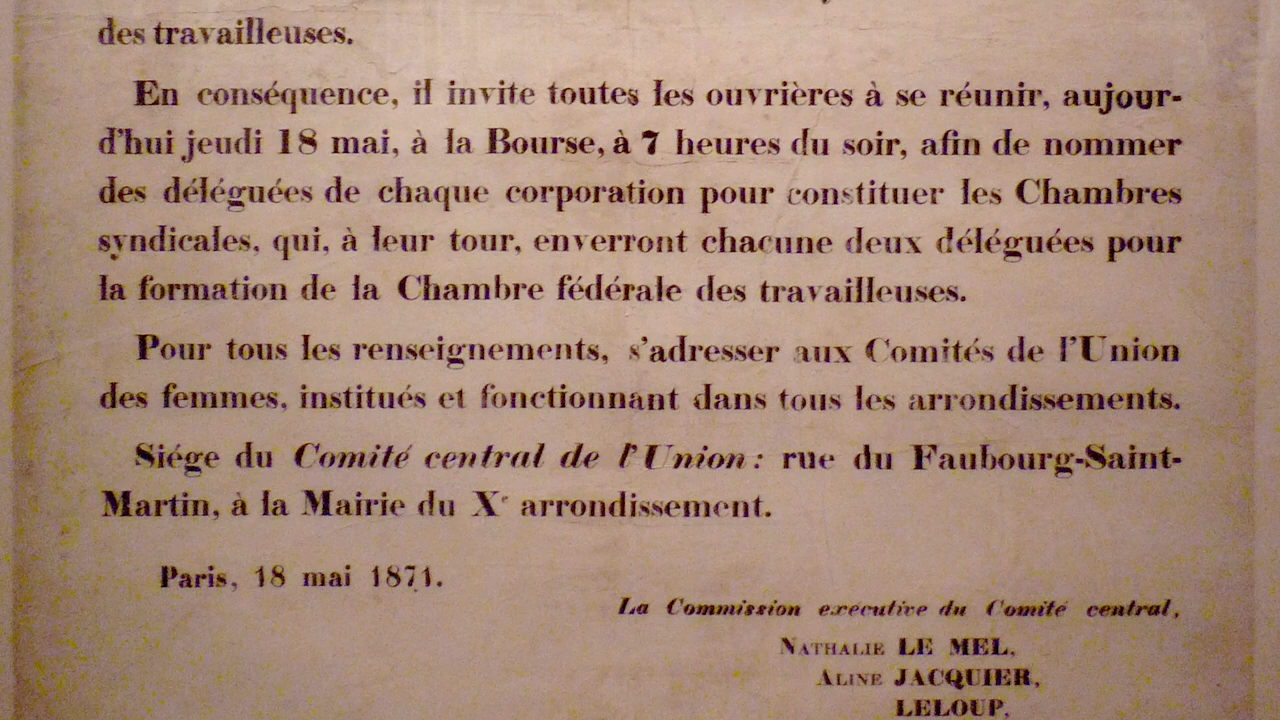 des travailleuses.
En conséquence, il invite toutes les ouvrières à se réunir, aujour-
d'hui jeudi 18 mai, à la Bourse, à 7 heures du soir, afin de nommer
des déléguées de chaque corporation pour constituer les Chambres
syndicales, qui, à leur tour, enverront chacune deux déléguées pour
la formation de la Chambre fédérale des travailleuses.
Pour tous les renseignements, s'adresser aux Comités de l'Union
des femmes, institués et fonctionnant dans tous les arrondissements.
Siége du Comité central de l'Union: rue du Faubourg-Saint-
Martin, à la Mairie du Xe arrondissement.
Paris, 18 mai 1871.
La Commission exécutive du Comité central,
NATHALIE LE MEL,
ALINE JACQUIER,
LELOUP,